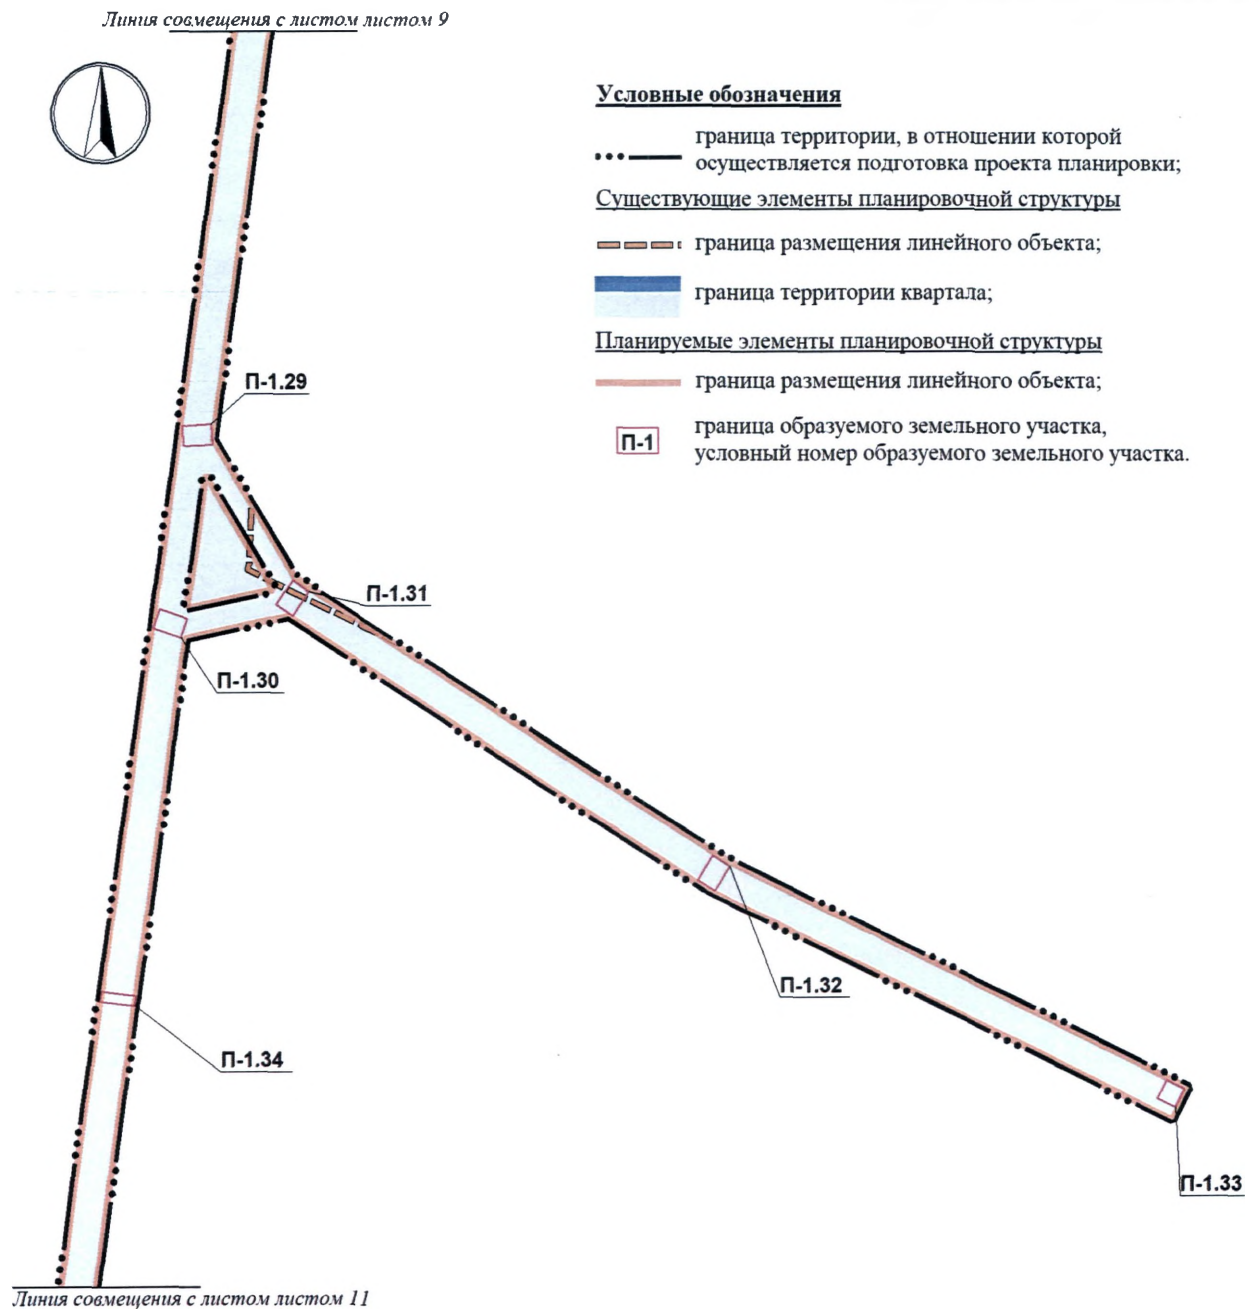 Линия совмещения с листом листом 9
Условные обозначения
граница территории, в отношении которой
осуществляется подготовка проекта планировки;
Существующие элементы планировочной структуры
граница размещения линейного объекта;
граница территории квартала;
Планируемые элементы планировочной структуры
граница размещения линейного объекта;
П-1
граница образуемого земельного участка,
условный номер образуемого земельного участка.
П-1.29
П-1.31
П-1.30
П-1.32
П-1.34
П-1.33
Линия совмещения с листом листом 11